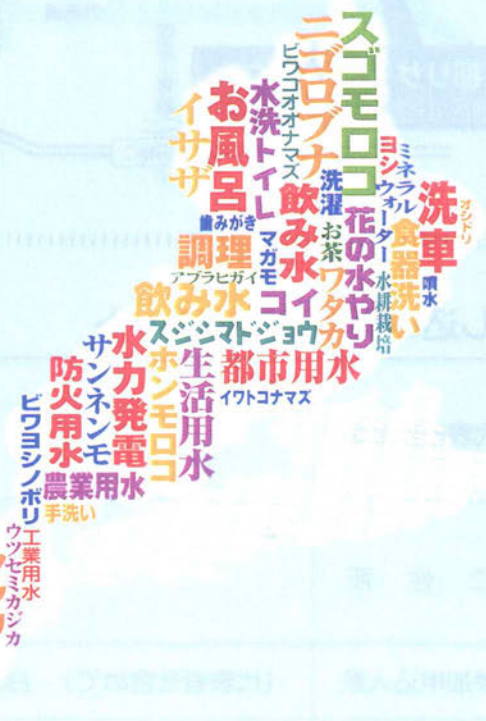 スゴモロコ
ニゴロブナ
ビワコオオナマズ
水洗トイレ
お風呂
イサザ
ヨシ
ミネラルウォーター
洗車
オシドリ
洗濯
飲み水
お茶
花の水やり
食器洗い
噴水
水耕栽培
歯みがき
調理
マガモ
アブラヒガイ
飲み水
コイ
ワタカ
スジシマドジョウ
都市用水
イワトコナマズ
生活用水
ホンモロコ
水力発電
サンネンモ
防火用水
農業用水
ビワヨシノボリ
手洗い
工業用水
ウツセミカジカ